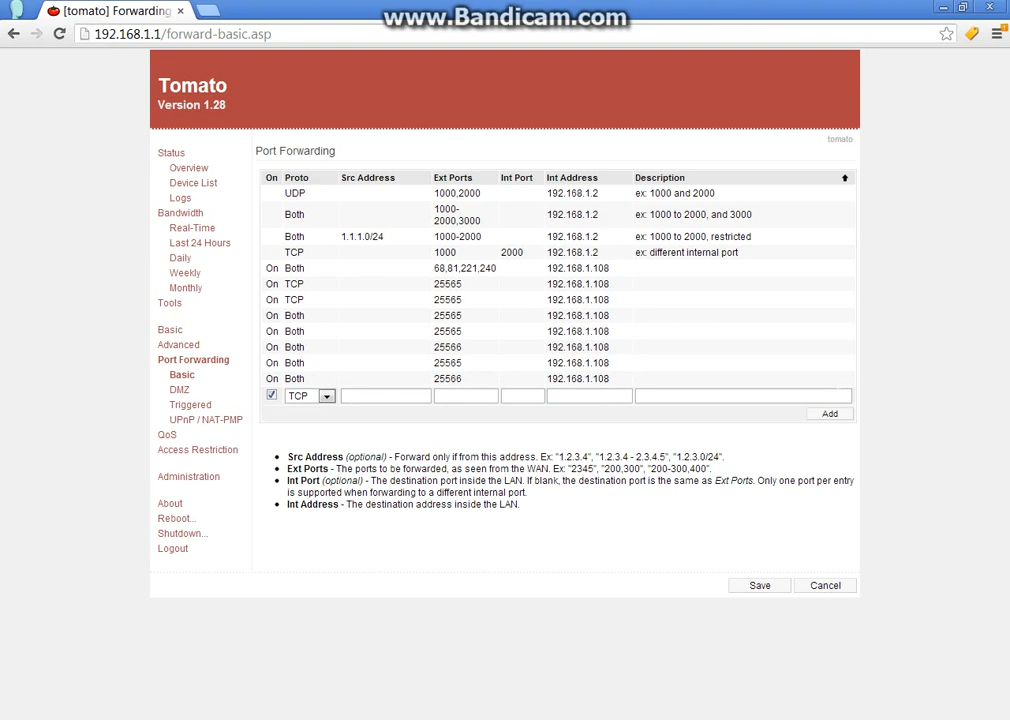 www.Bandicam.com
[tomato] Forwarding
192.168.1.1/forward-basic.asp
Tomato
Version 1.28
tomato
Status
Overview
Device List
Logs
Bandwidth
Real-Time
Last 24 Hours
Daily
Weekly
Monthly
Tools
Basic
Advanced
Port Forwarding
Basic
DMZ
Triggered
UPnP / NAT-PMP
QoS
Access Restriction
Administration
About
Reboot...
Shutdown...
Logout
Port Forwarding
On Proto Src Address Ext Ports Int Port Int Address Description
UDP 1000,2000 192.168.1.2 ex: 1000 and 2000
Both 1000-2000,3000 192.168.1.2 ex: 1000 to 2000, and 3000
Both 1.1.1.0/24 1000-2000 192.168.1.2 ex: 1000 to 2000, restricted
TCP 1000 2000 192.168.1.2 ex: different internal port
On Both 68,81,221,240 192.168.1.108
On TCP 25565 192.168.1.108
On TCP 25565 192.168.1.108
On Both 25565 192.168.1.108
On Both 25565 192.168.1.108
On Both 25566 192.168.1.108
On Both 25565 192.168.1.108
On Both 25566 192.168.1.108
TCP
Add
Src Address (optional) - Forward only if from this address. Ex: "1.2.3.4", "1.2.3.4 - 2.3.4.5", "1.2.3.0/24".
Ext Ports - The ports to be forwarded, as seen from the WAN. Ex: "2345", "200,300", "200-300,400".
Int Port (optional) - The destination port inside the LAN. If blank, the destination port is the same as Ext Ports. Only one port per entry
is supported when forwarding to a different internal port.
Int Address - The destination address inside the LAN.
Save
Cancel